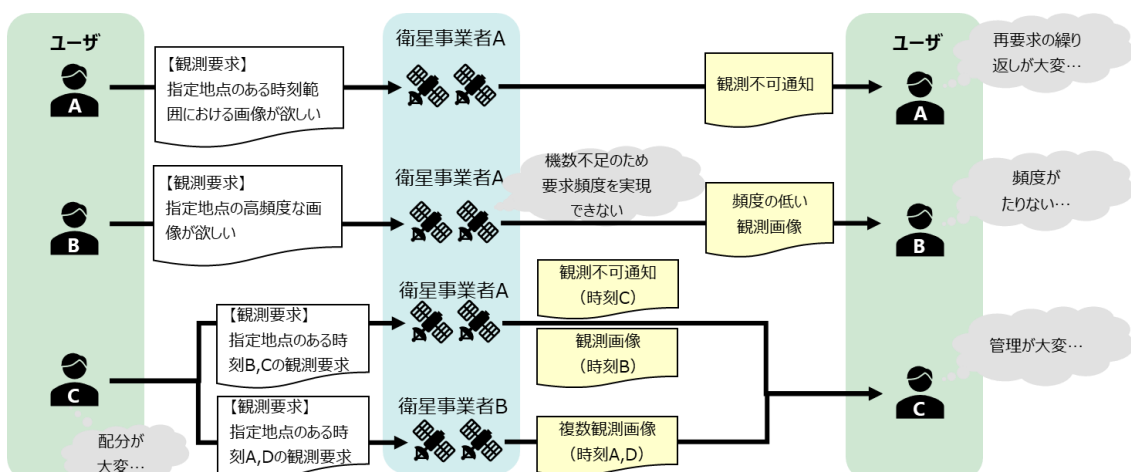 ユーザ
衛星事業者A
ユーザ
再要求の繰り
返しが大変…
【観測要求】
指定地点のある時刻範
囲における画像が欲しい
観測不可通知
A
A
衛星事業者A
機数不足のため
要求頻度を実現
できない
頻度が
たりない…
【観測要求】
指定地点の高頻度な画
像が欲しい
頻度の低い
観測画像
B
B
衛星事業者A
観測不可通知
（時刻C）
【観測要求】
指定地点のある時
刻B,Cの観測要求
観測画像
（時刻B）
管理が大変…
C
C
衛星事業者B
【観測要求】
指定地点のある時
刻A,Dの観測要求
複数観測画像
（時刻A,D）
配分が
大変…